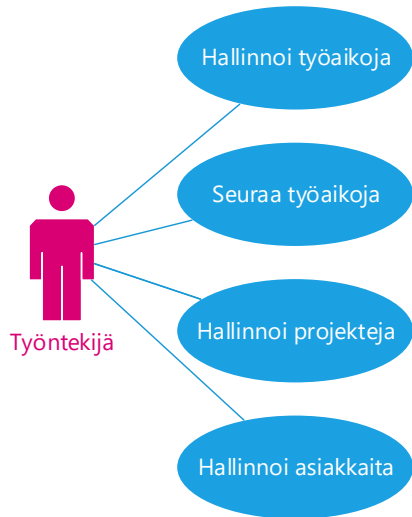 Hallinnoi työaikoja
Seuraa työaikoja
Työntekijä
Hallinnoi projekteja
Hallinnoi asiakkaita